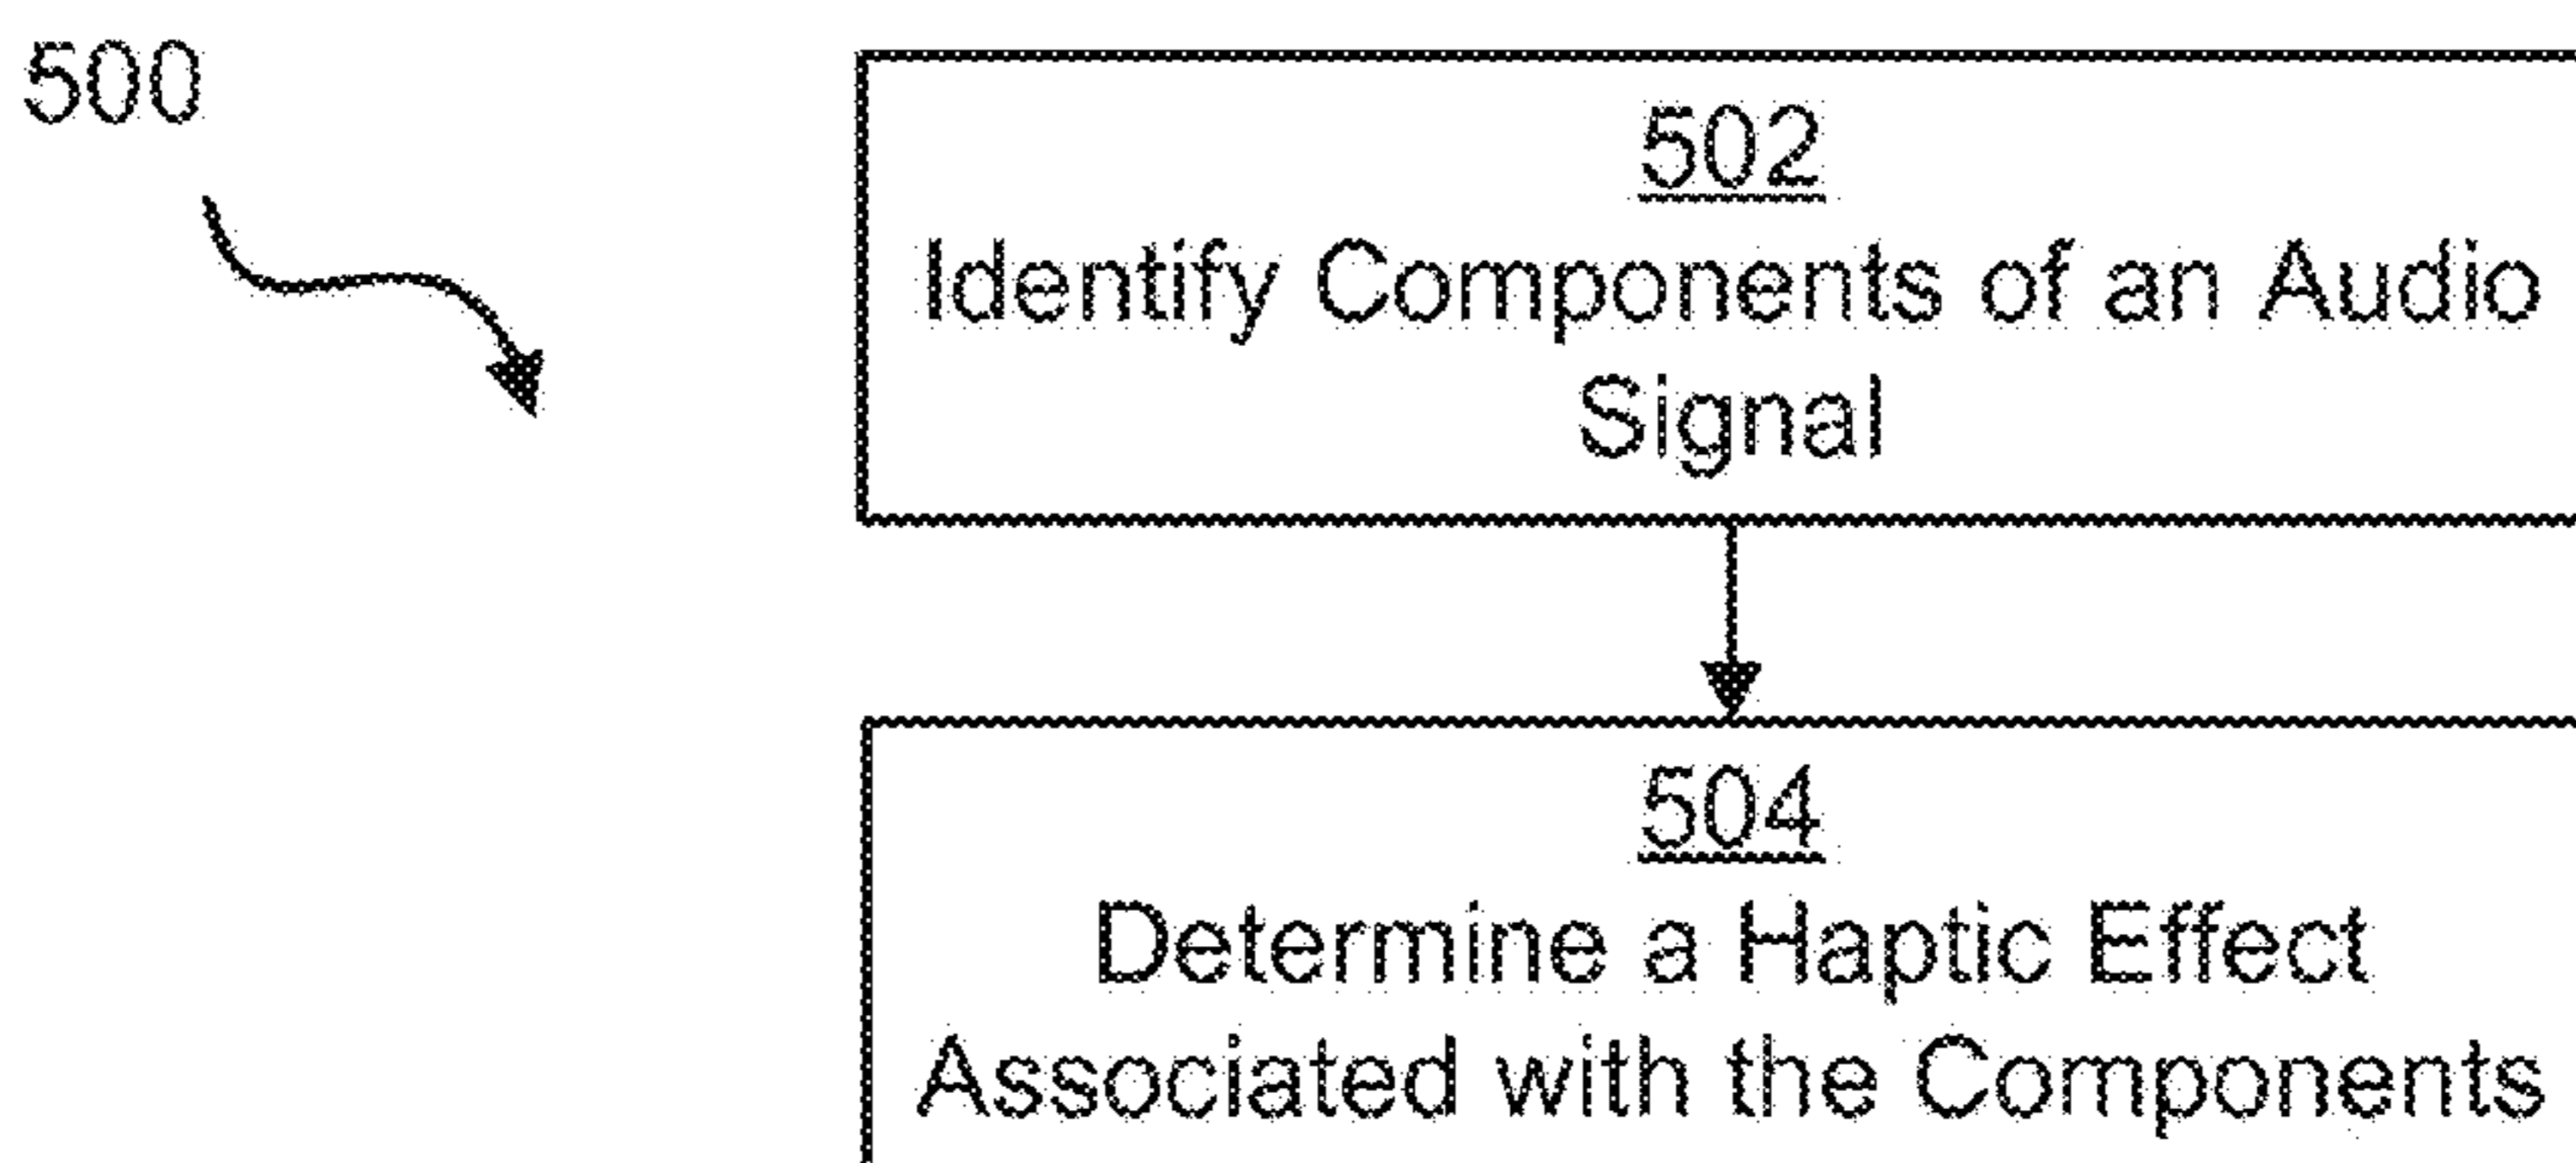 500
502
Identify Components of an Audio
Signal
504
Determine a Haptic Effect
Associated with the Components